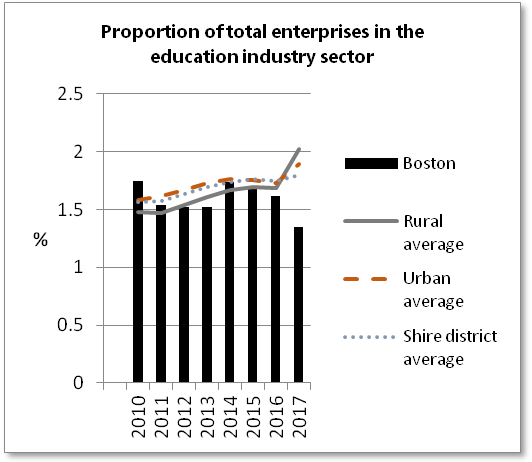 Proportion of total enterprises in the
education industry sector
2.5
2
1.5
1
0.5
0
%
2010
2011
2012
2013
2014
2015
2016
2017
Boston
Rural
average
Urban
average
Shire district
average